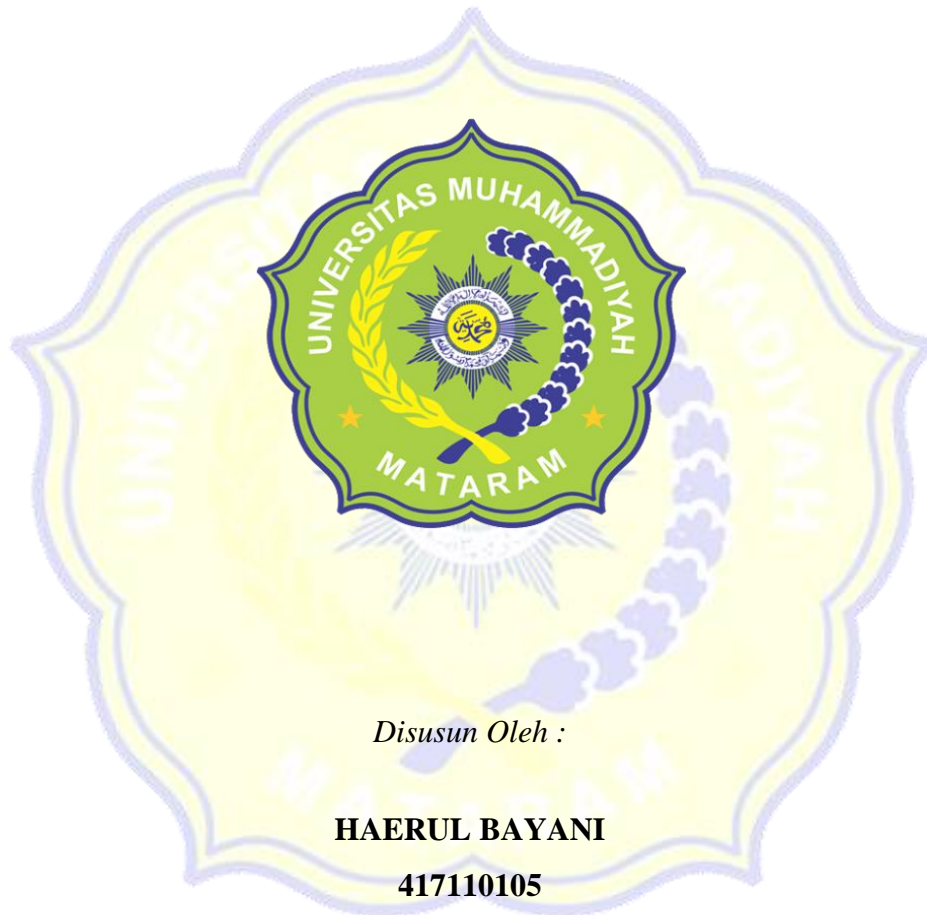 UNIVERSITAS MUHAMMADIYAH
MATARAM
Disusun Oleh :
HAERUL BAYANI
417110105